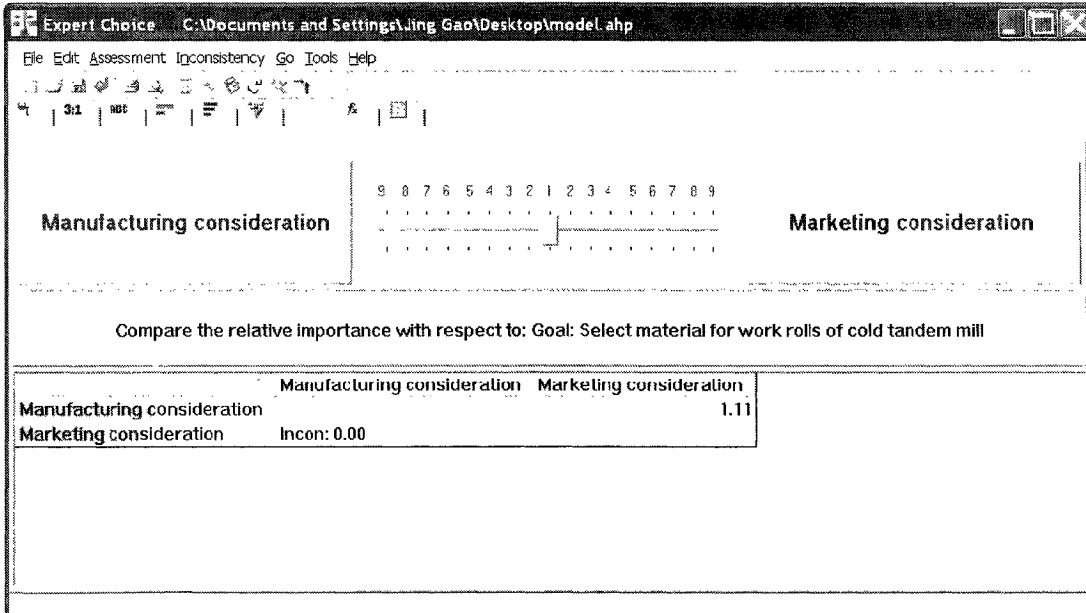 Expert Choice C:\Documents and Settings\Jing Gao\Desktop\model.ahp
File Edit Assessment Inconsistency Go Tools Help
3:1 ABC
9 8 7 6 5 4 3 2 1 2 3 4 5 6 7 8 9
Manufacturing consideration Marketing consideration
Compare the relative importance with respect to: Goal: Select material for work rolls of cold tandem mill
Manufacturing consideration Marketing consideration
Manufacturing consideration 1.11
Marketing consideration Incon: 0.00